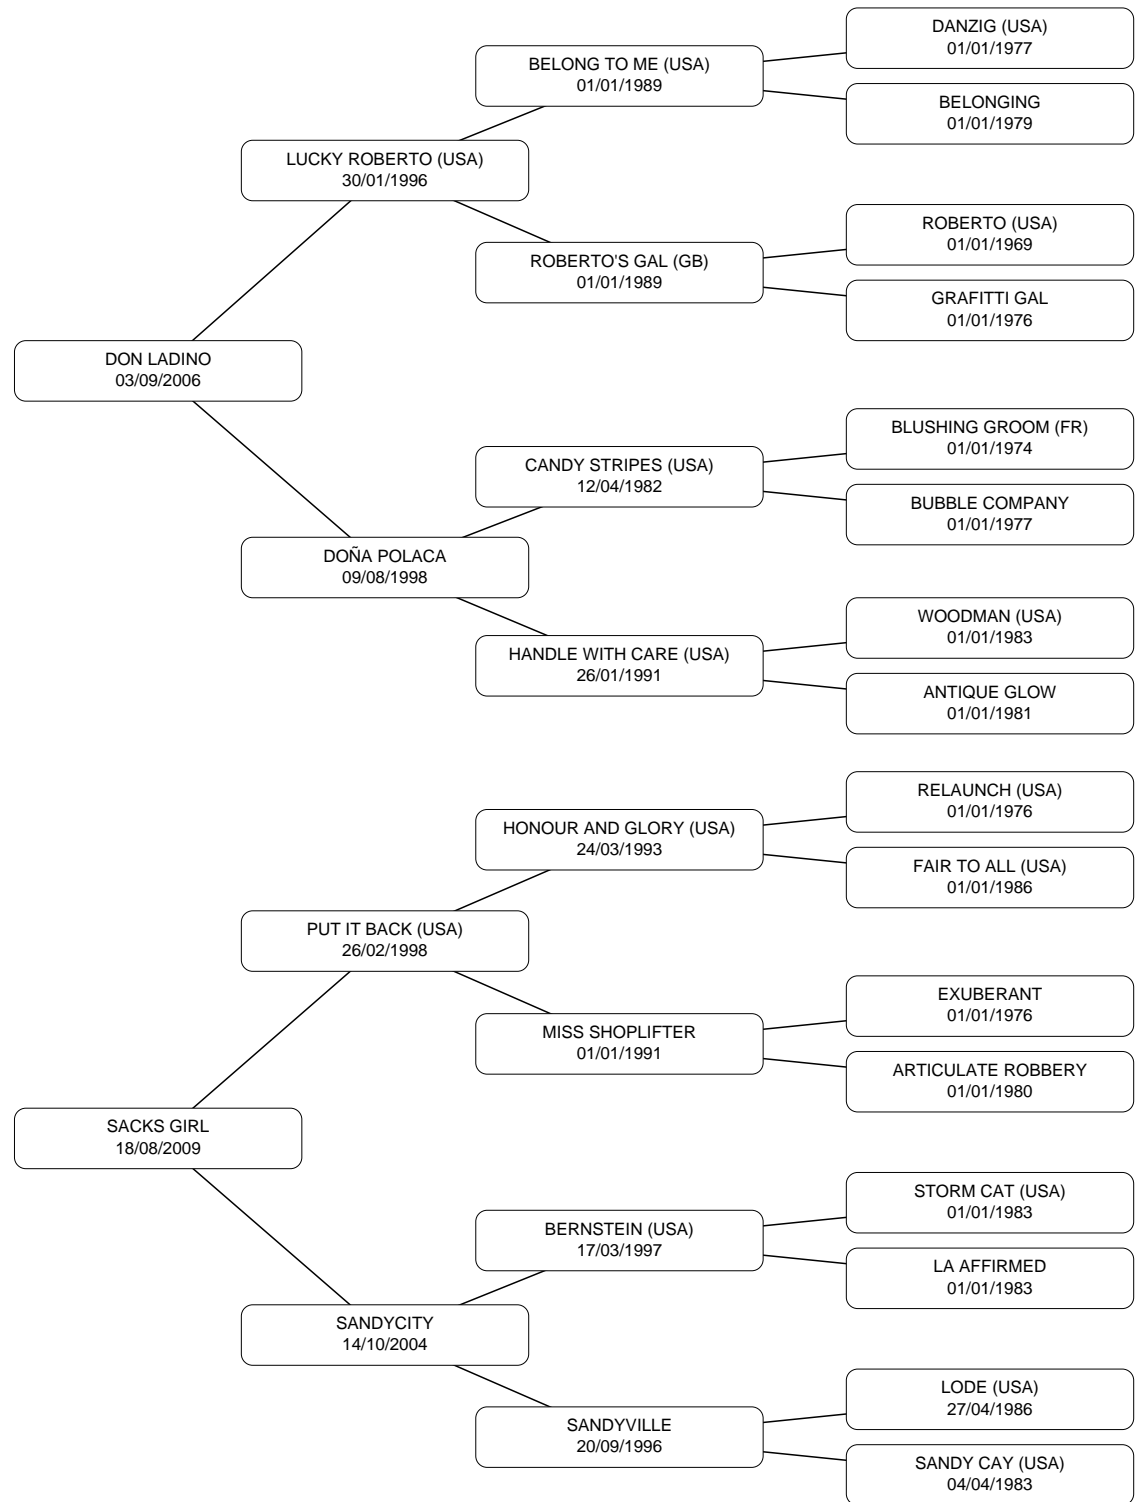 DANZIG (USA)
01/01/1977
BELONG TO ME (USA)
01/01/1989
BELONGING
01/01/1979
LUCKY ROBERTO (USA)
30/01/1996
ROBERTO (USA)
01/01/1969
ROBERTO'S GAL (GB)
01/01/1989
GRAFITTI GAL
01/01/1976
DON LADINO
03/09/2006
BLUSHING GROOM (FR)
01/01/1974
CANDY STRIPES (USA)
12/04/1982
BUBBLE COMPANY
01/01/1977
DOÑA POLACA
09/08/1998
WOODMAN (USA)
01/01/1983
HANDLE WITH CARE (USA)
26/01/1991
ANTIQUE GLOW
01/01/1981
RELAUNCH (USA)
01/01/1976
HONOUR AND GLORY (USA)
24/03/1993
FAIR TO ALL (USA)
01/01/1986
PUT IT BACK (USA)
26/02/1998
EXUBERANT
01/01/1976
MISS SHOPLIFTER
01/01/1991
ARTICULATE ROBBERY
01/01/1980
SACKS GIRL
18/08/2009
STORM CAT (USA)
01/01/1983
BERNSTEIN (USA)
17/03/1997
LA AFFIRMED
01/01/1983
SANDYCITY
14/10/2004
LODE (USA)
27/04/1986
SANDYVILLE
20/09/1996
SANDY CAY (USA)
04/04/1983